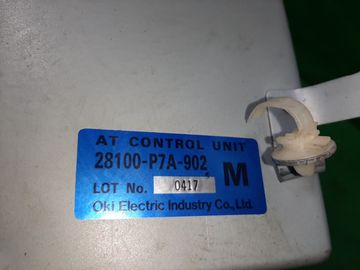 AT CONTROL UNIT
28100-P7A-902
M
LOT No. 0417
Oki Electric Industry Co., Ltd.